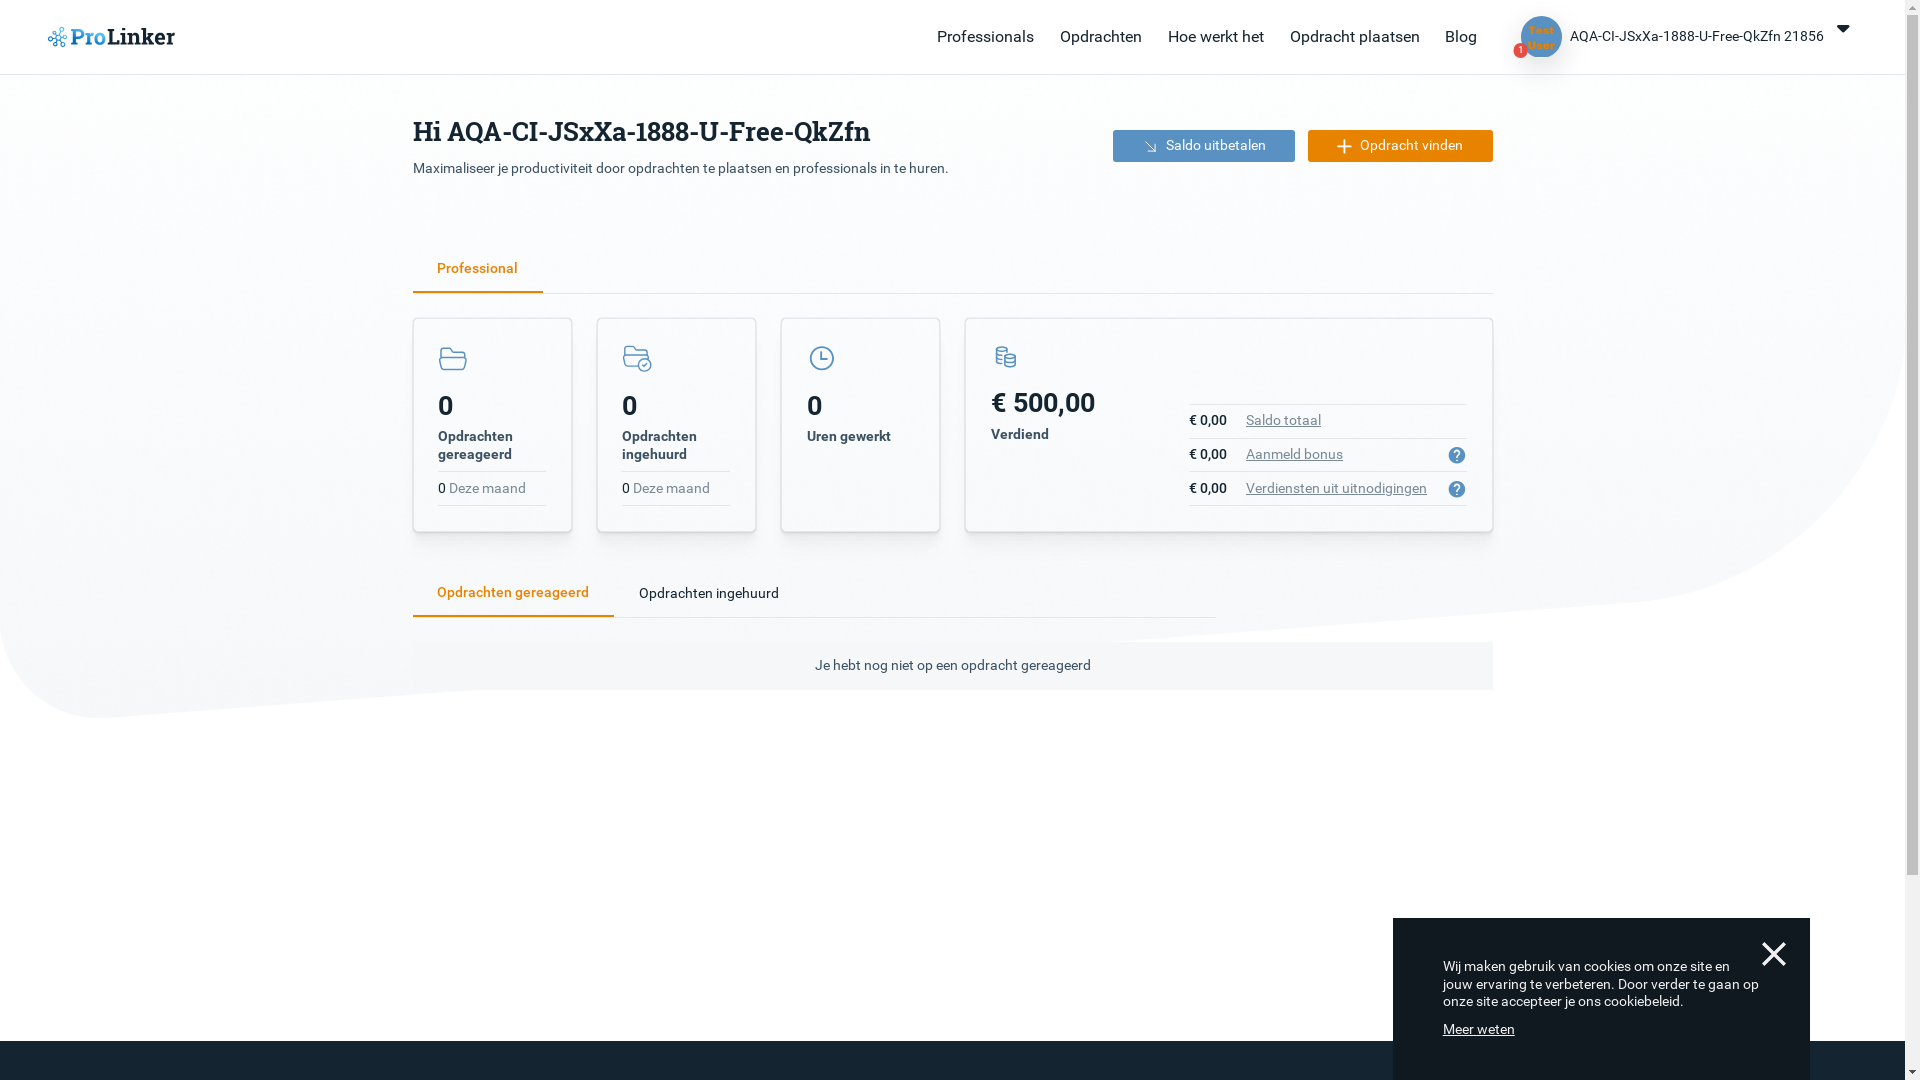 ProLinker
Professionals
Opdrachten
Hoe werkt het
Opdracht plaatsen
Blog
Test
User
1
AQA-CI-JSxXa-1888-U-Free-QkZfn 21856
Hi AQA-CI-JSxXa-1888-U-Free-QkZfn
Maximaliseer je productiviteit door opdrachten te plaatsen en professionals in te huren.
Saldo uitbetalen
Opdracht vinden
Professional
0
Opdrachten
gereageerd
0 Deze maand
0
Opdrachten
ingehuurd
0 Deze maand
0
Uren gewerkt
€ 500,00
Verdiend
€ 0,00 Saldo totaal
€ 0,00 Aanmeld bonus ?
€ 0,00 Verdiensten uit uitnodigingen ?
Opdrachten gereageerd
Opdrachten ingehuurd
Je hebt nog niet op een opdracht gereageerd
Wij maken gebruik van cookies om onze site en
jouw ervaring te verbeteren. Door verder te gaan op
onze site accepteer je ons cookiebeleid.
Meer weten